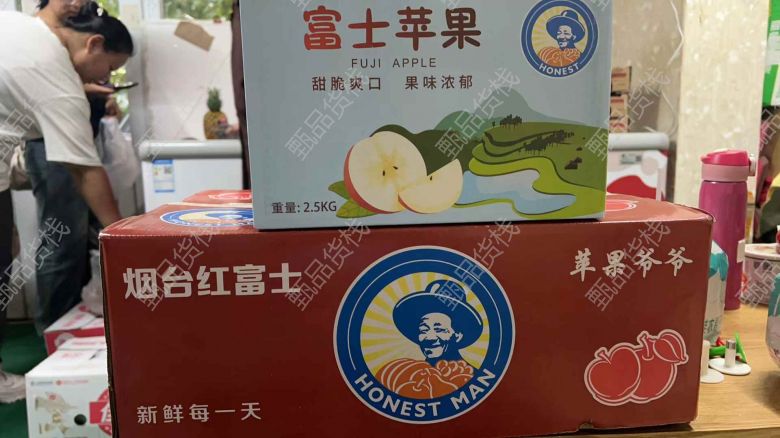 富士苹果
FUJI APPLE
甜脆爽口 果味浓郁
HONEST
重量: 2.5KG
烟台红富士
苹果爷爷
HONEST MAN
新鲜每一天
甄品货栈